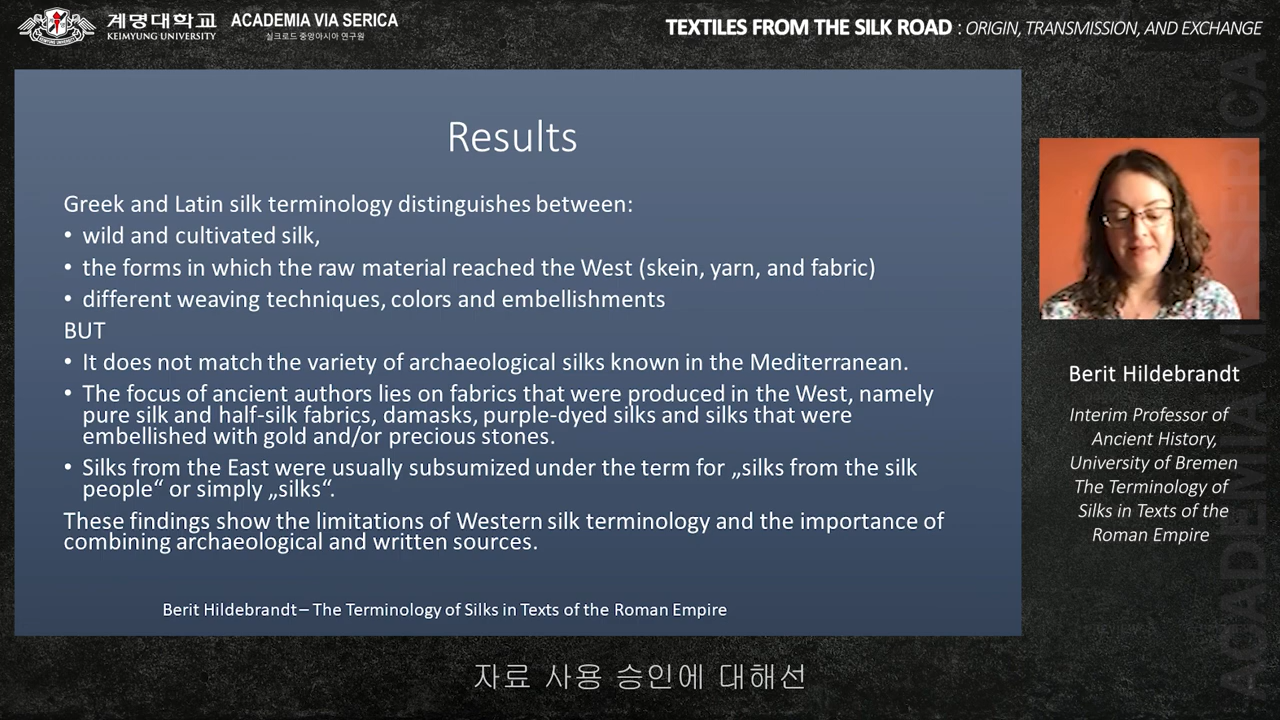 계명대학교
KEIMYUNG UNIVERSITY
ACADEMIA VIA SERICA
실크로드 중앙아시아 연구원
TEXTILES FROM THE SILK ROAD : ORIGIN, TRANSMISSION, AND EXCHANGE
Results
Greek and Latin silk terminology distinguishes between:
• wild and cultivated silk,
• the forms in which the raw material reached the West (skein, yarn, and fabric)
• different weaving techniques, colors and embellishments
BUT
• It does not match the variety of archaeological silks known in the Mediterranean.
• The focus of ancient authors lies on fabrics that were produced in the West, namely
pure silk and half-silk fabrics, damasks, purple-dyed silks and silks that were
embellished with gold and/or precious stones.
• Silks from the East were usually subsumized under the term for „silks from the silk
people“ or simply „silks“.
These findings show the limitations of Western silk terminology and the importance of
combining archaeological and written sources.
Berit Hildebrandt – The Terminology of Silks in Texts of the Roman Empire
Berit Hildebrandt
Interim Professor of
Ancient History,
University of Bremen
The Terminology of
Silks in Texts of the
Roman Empire
ACADEMIA VIA SERICA
자료 사용 승인에 대해선